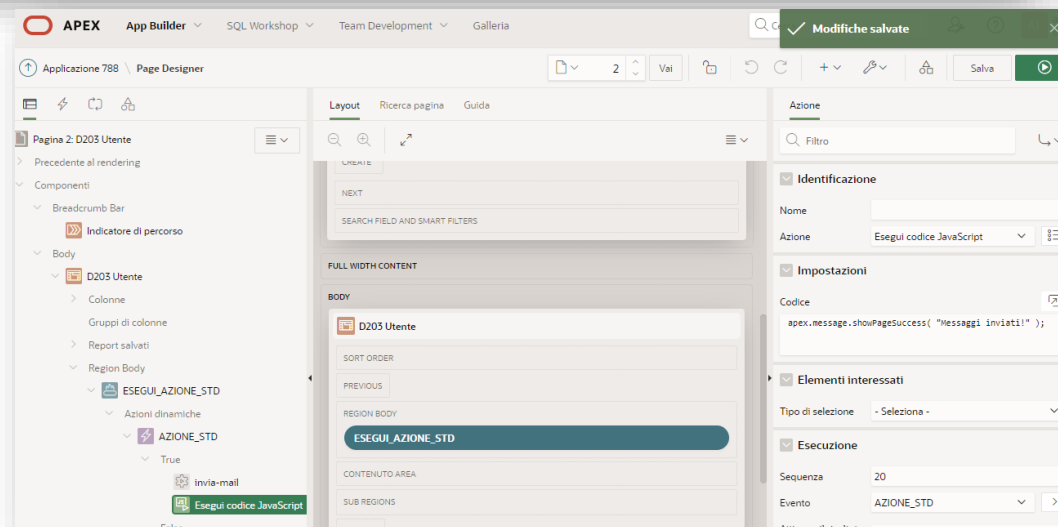 APEX App Builder SQL Workshop Team Development Galleria
Modifiche salvate
Applicazione 788 \ Page Designer
2 Vai Salva
Layout Ricerca pagina Guida
Azione
Pagina 2: D203 Utente
Filtro
Precedente al rendering
Componenti
Breadcrumb Bar
Indicatore di percorso
Body
D203 Utente
Colonne
Gruppi di colonne
Report salvati
Region Body
ESEGUI_AZIONE_STD
Azioni dinamiche
AZIONE_STD
True
invia-mail
Esegui codice JavaScript
CREATE
NEXT
SEARCH FIELD AND SMART FILTERS
FULL WIDTH CONTENT
BODY
D203 Utente
SORT ORDER
PREVIOUS
REGION BODY
ESEGUI_AZIONE_STD
CONTENUTO AREA
SUB REGIONS
Identificazione
Nome
Azione Esegui codice JavaScript
Impostazioni
Codice
apex.message.showPageSuccess( "Messaggi inviati!" );
Elementi interessati
Tipo di selezione - Seleziona -
Esecuzione
Sequenza 20
Evento AZIONE_STD